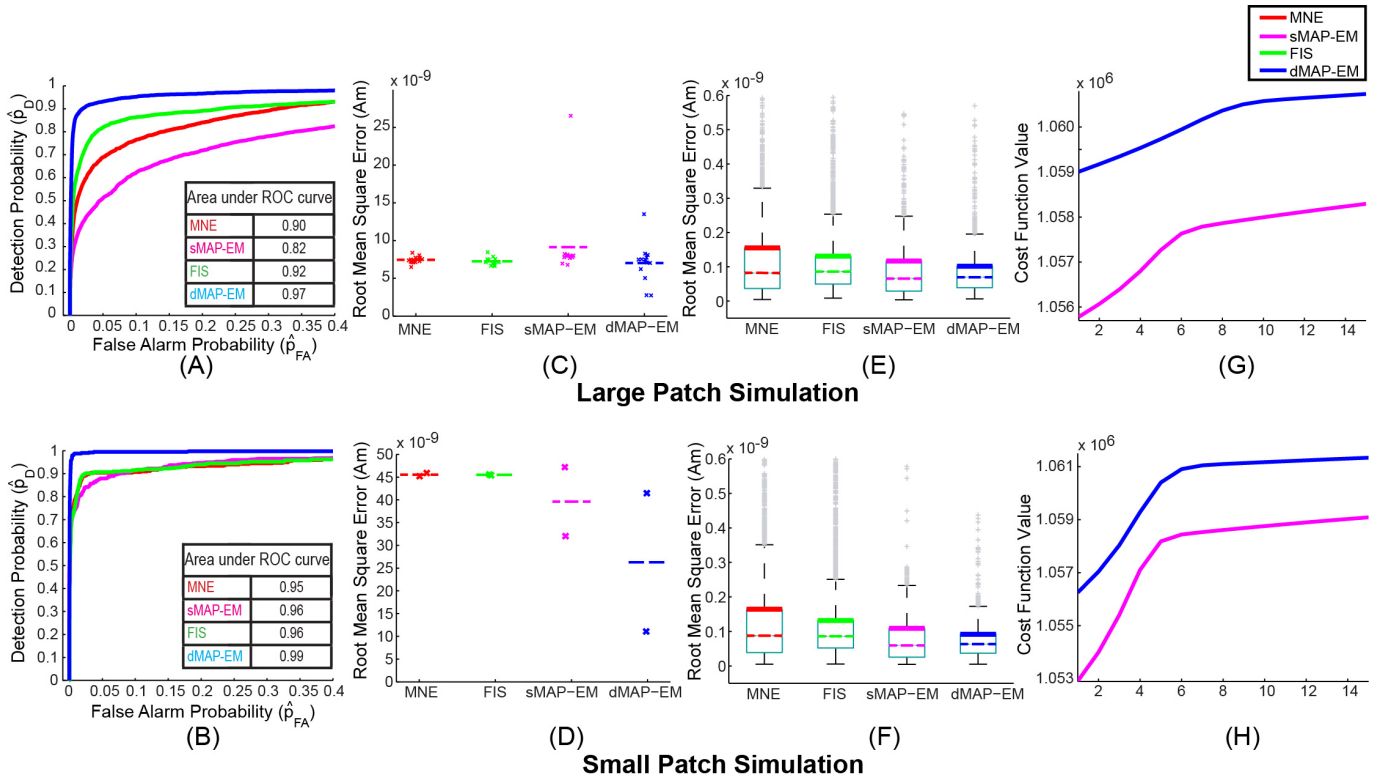 MNE
sMAP-EM
FIS
dMAP-EM
Detection Probability (p̂_D)
1
0.9
0.8
0.7
0.6
0.5
0.4
0.3
0.2
0.1
0
Area under ROC curve
MNE 0.90
sMAP-EM 0.82
FIS 0.92
dMAP-EM 0.97
0 0.05 0.1 0.15 0.2 0.25 0.3 0.35 0.4
False Alarm Probability (p̂_FA)
(A)
x 10-9
Root Mean Square Error (Am)
25
20
15
10
5
0
MNE FIS sMAP-EM dMAP-EM
(C)
x 10-9
Root Mean Square Error (Am)
0.6
0.5
0.4
0.3
0.2
0.1
0
MNE FIS sMAP-EM dMAP-EM
(E)
x 10^6
Cost Function Value
1.060
1.059
1.058
1.057
1.056
2 4 6 8 10 12 14
(G)
Large Patch Simulation
Detection Probability (p̂_D)
1
0.9
0.8
0.7
0.6
0.5
0.4
0.3
0.2
0.1
0
Area under ROC curve
MNE 0.95
sMAP-EM 0.96
FIS 0.96
dMAP-EM 0.99
0 0.05 0.1 0.15 0.2 0.25 0.3 0.35 0.4
False Alarm Probability (p̂_FA)
(B)
x 10-9
Root Mean Square Error (Am)
50
45
40
35
30
25
20
15
10
5
0
MNE FIS sMAP-EM dMAP-EM
(D)
x 10-9
Root Mean Square Error (Am)
0.6
0.5
0.4
0.3
0.2
0.1
0
MNE FIS sMAP-EM dMAP-EM
(F)
x 10^6
Cost Function Value
1.061
1.059
1.057
1.055
1.053
2 4 6 8 10 12 14
(H)
Small Patch Simulation